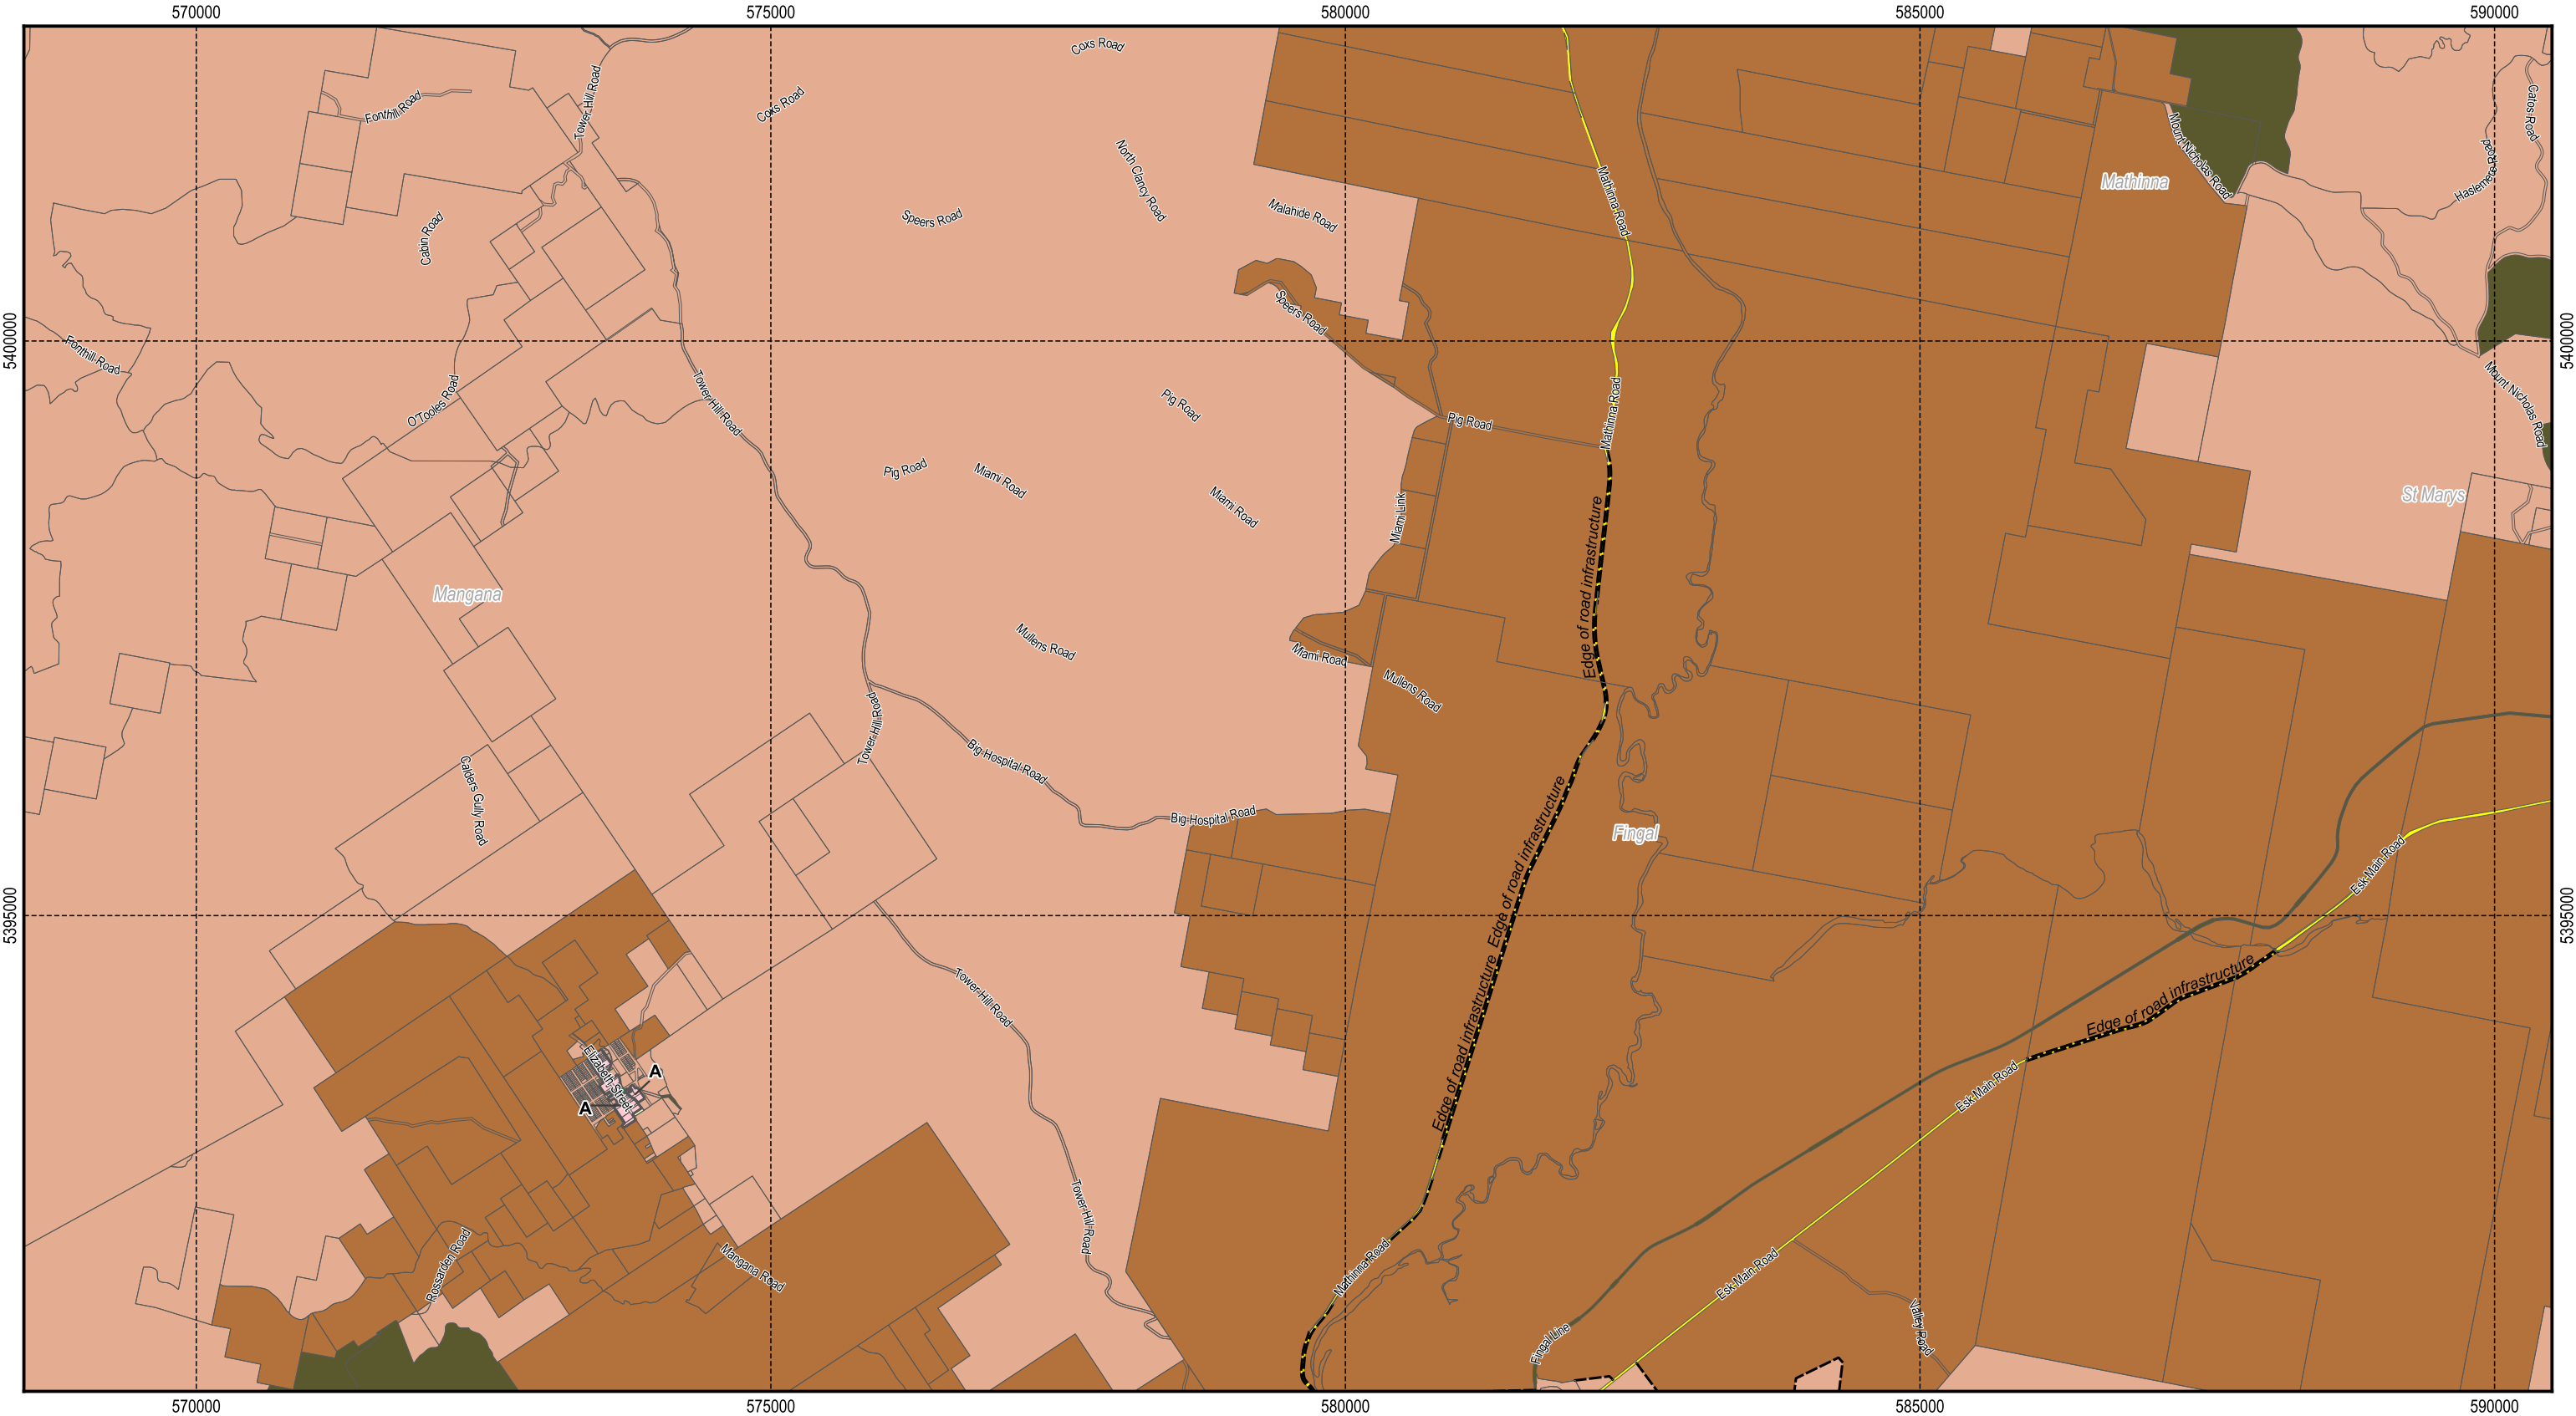 570000
575000
580000
585000
590000
Coxs Road
Coxs Road
Tower Hill Road
Fonthill Road
Catos Road
Mount Nicholas Road
North Clancy Road
Haslemere Road
Mathinna Road
Mathinna
Speers Road
Malahide Road
Cabin Road
Speers Road
5400000
5400000
Fonthill Road
O'Tooles Road
Tower Hill Road
Pig Road
Pig Road
Mathinna Road
Mount Nicholas Road
Pig Road
Miami Road
Miami Road
Miami Link
St Marys
Edge of road infrastructure
Mangana
Mullens Road
Miami Road
Mullens Road
Tower Hill Road
Big Hospital Road
Big Hospital Road
Calders Gully Road
Fingal
Edge of road infrastructure
Esk Main Road
5395000
5395000
Tower Hill Road
Edge of road infrastructure
Edge of road infrastructure
Elizabeth Street
A
A
Esk Main Road
Tower Hill Road
Rossarden Road
Mangana Road
Mathinna Road
Esk Main Road
Valley Road
Fingal Line
570000
575000
580000
585000
590000